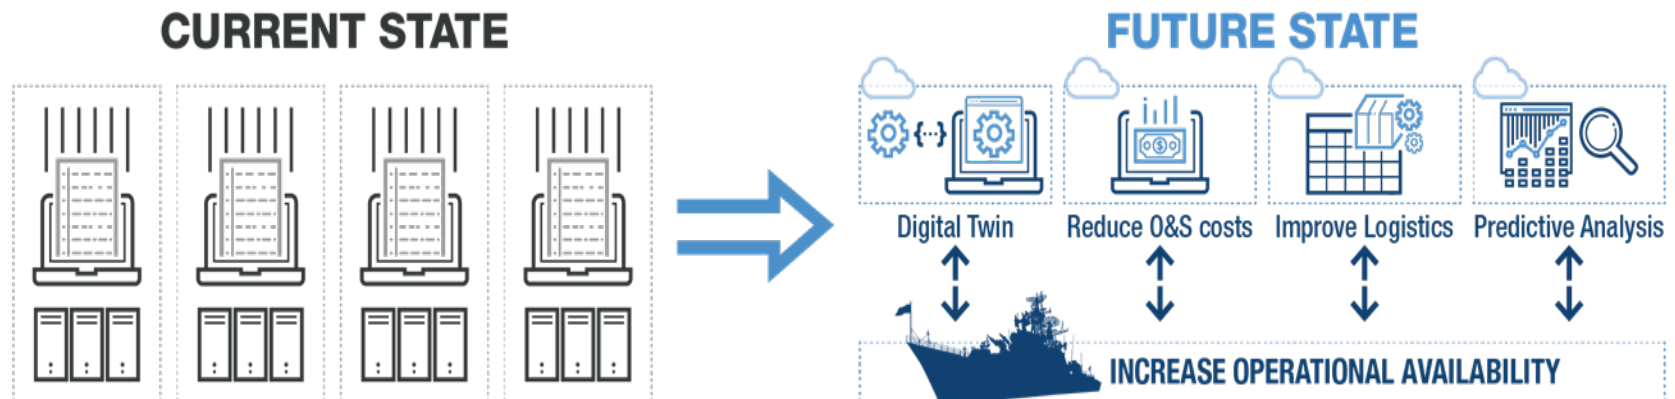 CURRENT STATE
FUTURE STATE
Digital Twin
Reduce O&S costs
Improve Logistics
Predictive Analysis
INCREASE OPERATIONAL AVAILABILITY